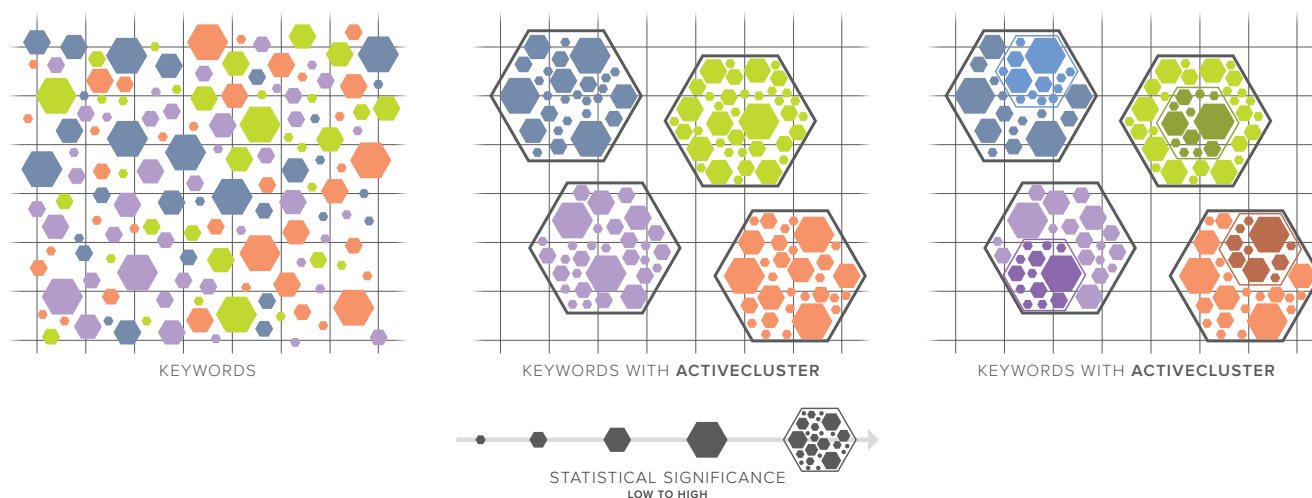 KEYWORDS
KEYWORDS WITH ACTIVECLUSTER
KEYWORDS WITH ACTIVECLUSTER
STATISTICAL SIGNIFICANCE
LOW TO HIGH